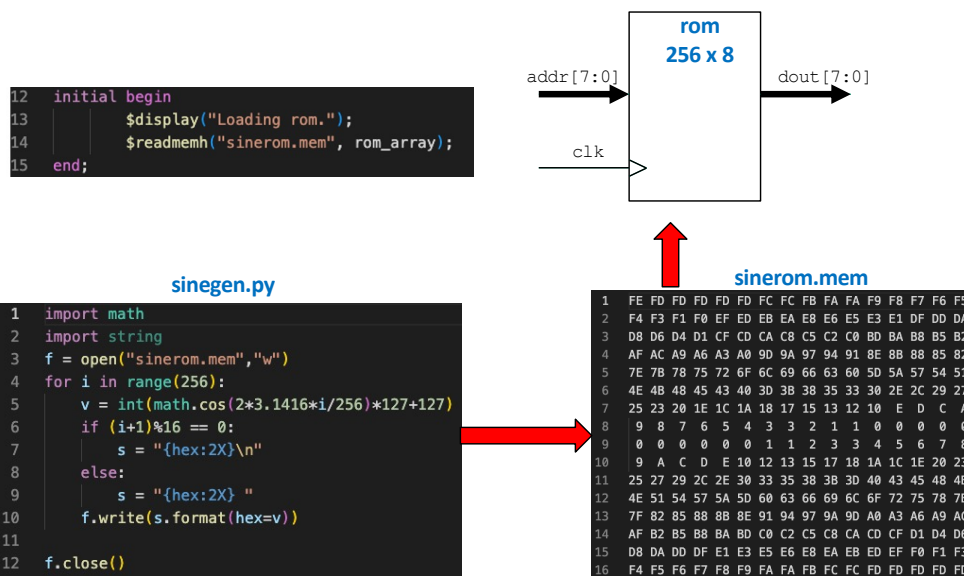 rom
256 x 8
addr[7:0]
dout[7:0]
clk
12 initial begin
13 $display("Loading rom.");
14 $readmemh("sinerom.mem", rom_array);
15 end;
sinegen.py
1 import math
2 import string
3 f = open("sinerom.mem","w")
4 for i in range(256):
5 v = int(math.cos(2*3.1416*i/256)*127+127)
6 if (i+1)%16 == 0:
7 s = "{hex:2X}\n"
8 else:
9 s = "{hex:2X} "
10 f.write(s.format(hex=v))
11
12 f.close()
sinerom.mem
1 FE FD FD FD FD FD FC FC FB FA FA F9 F8 F7 F6 F5
2 F4 F3 F1 F0 EF ED EB EA E8 E6 E5 E3 E1 DF DD DA
3 D8 D6 D4 D1 CF CD CA C8 C5 C2 C0 BD BA B8 B5 B2
4 AF AC A9 A6 A3 A0 9D 9A 97 94 91 8E 8B 88 85 82
5 7E 7B 78 75 72 6F 6C 69 66 63 60 5D 5A 57 54 51
6 4E 4B 48 45 43 40 3D 3B 38 35 33 30 2E 2C 29 27
7 25 23 20 1E 1C 1A 18 17 15 13 12 10 E D C A
8 9 8 7 6 5 4 3 3 2 1 1 0 0 0 0 0
9 0 0 0 0 0 1 1 2 3 3 4 5 6 7 8
10 9 A C D E 10 12 13 15 17 18 1A 1C 1E 20 23
11 25 27 29 2C 2E 30 33 35 38 3B 3D 40 43 45 48 4B
12 4E 51 54 57 5A 5D 60 63 66 69 6C 6F 72 75 78 7B
13 7F 82 85 88 8B 8E 91 94 97 9A 9D A0 A3 A6 A9 AC
14 AF B2 B5 B8 BA BD C0 C2 C5 C8 CA CD CF D1 D4 D6
15 D8 DA DD DF E1 E3 E5 E6 E8 EA EB ED EF F0 F1 F3
16 F4 F5 F6 F7 F8 F9 FA FA FB FC FC FD FD FD FD FD